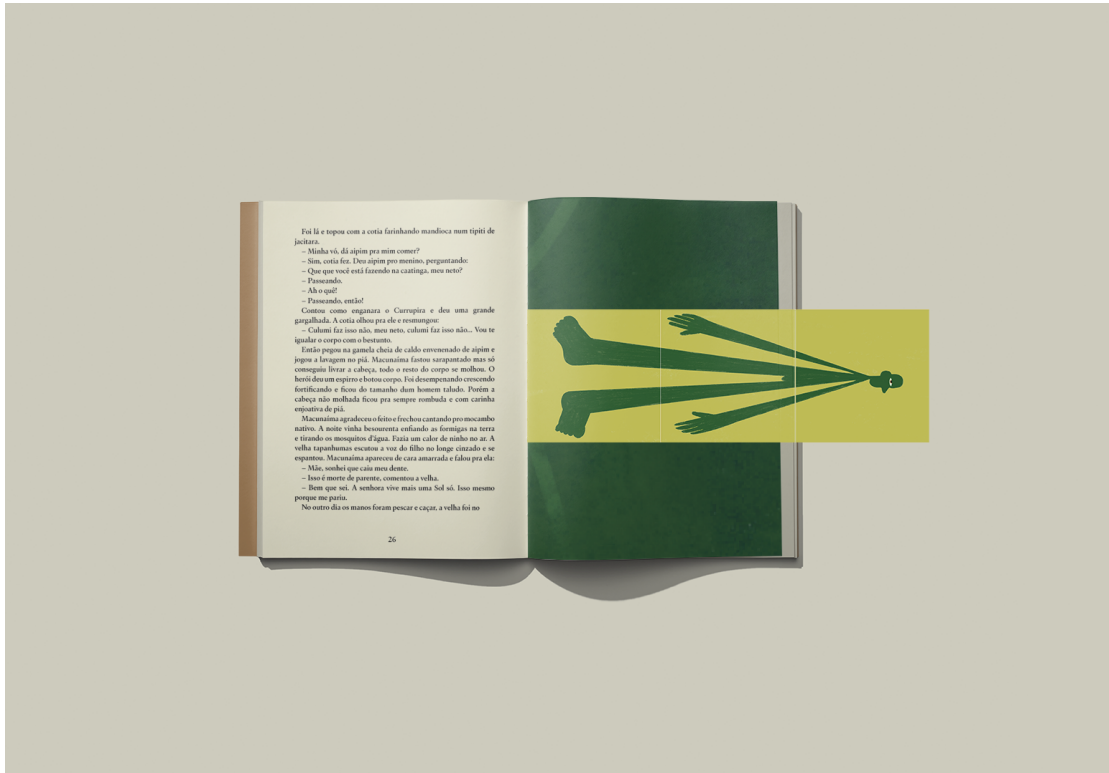 Foi lá e topou com a cotia farinhando mandioca num tipiti de
jacitara.
– Minha vó, dá aipim pra mim comer?
– Sim, cotia fez. Deu aipim pro menino, perguntando:
– Que que você está fazendo na caatinga, meu neto?
– Passeando.
– Ah o quê!
– Passeando, então!
Contou como enganara o Currupira e deu uma grande
gargalhada. A cotia olhou pra ele e resmungou:
– Culumi faz isso não, meu neto, culumi faz isso não... Vou te
igualar o corpo com o bestunto.
Então pegou na gamela cheia de caldo envenenado de aipim e
jogou a lavagem no piá. Macunaíma fastou sarapantado mas só
conseguiu livrar a cabeça, todo o resto do corpo se molhou. O
herói deu um espirro e botou corpo. Foi desempenando crescendo
fortificando e ficou do tamanho dum homem taludo. Porém a
cabeça não molhada ficou pra sempre rombuda e com carinha
enjoativa de piá.
Macunaíma agradeceu o feito e frechou cantando pro mocambo
nativo. A noite vinha besourenta enfiando as formigas na terra
e tirando os mosquitos d'água. Fazia um calor de ninho no ar. A
velha tapanhumas escutou a voz do filho no longe cinzado e se
espantou. Macunaíma apareceu de cara amarrada e falou pra ela:
– Mãe, sonhei que caiu meu dente.
– Isso é morte de parente, comentou a velha.
– Bem que sei. A senhora vive mais uma Sol só. Isso mesmo
porque me pariu.
No outro dia os manos foram pescar e caçar, a velha foi no
26